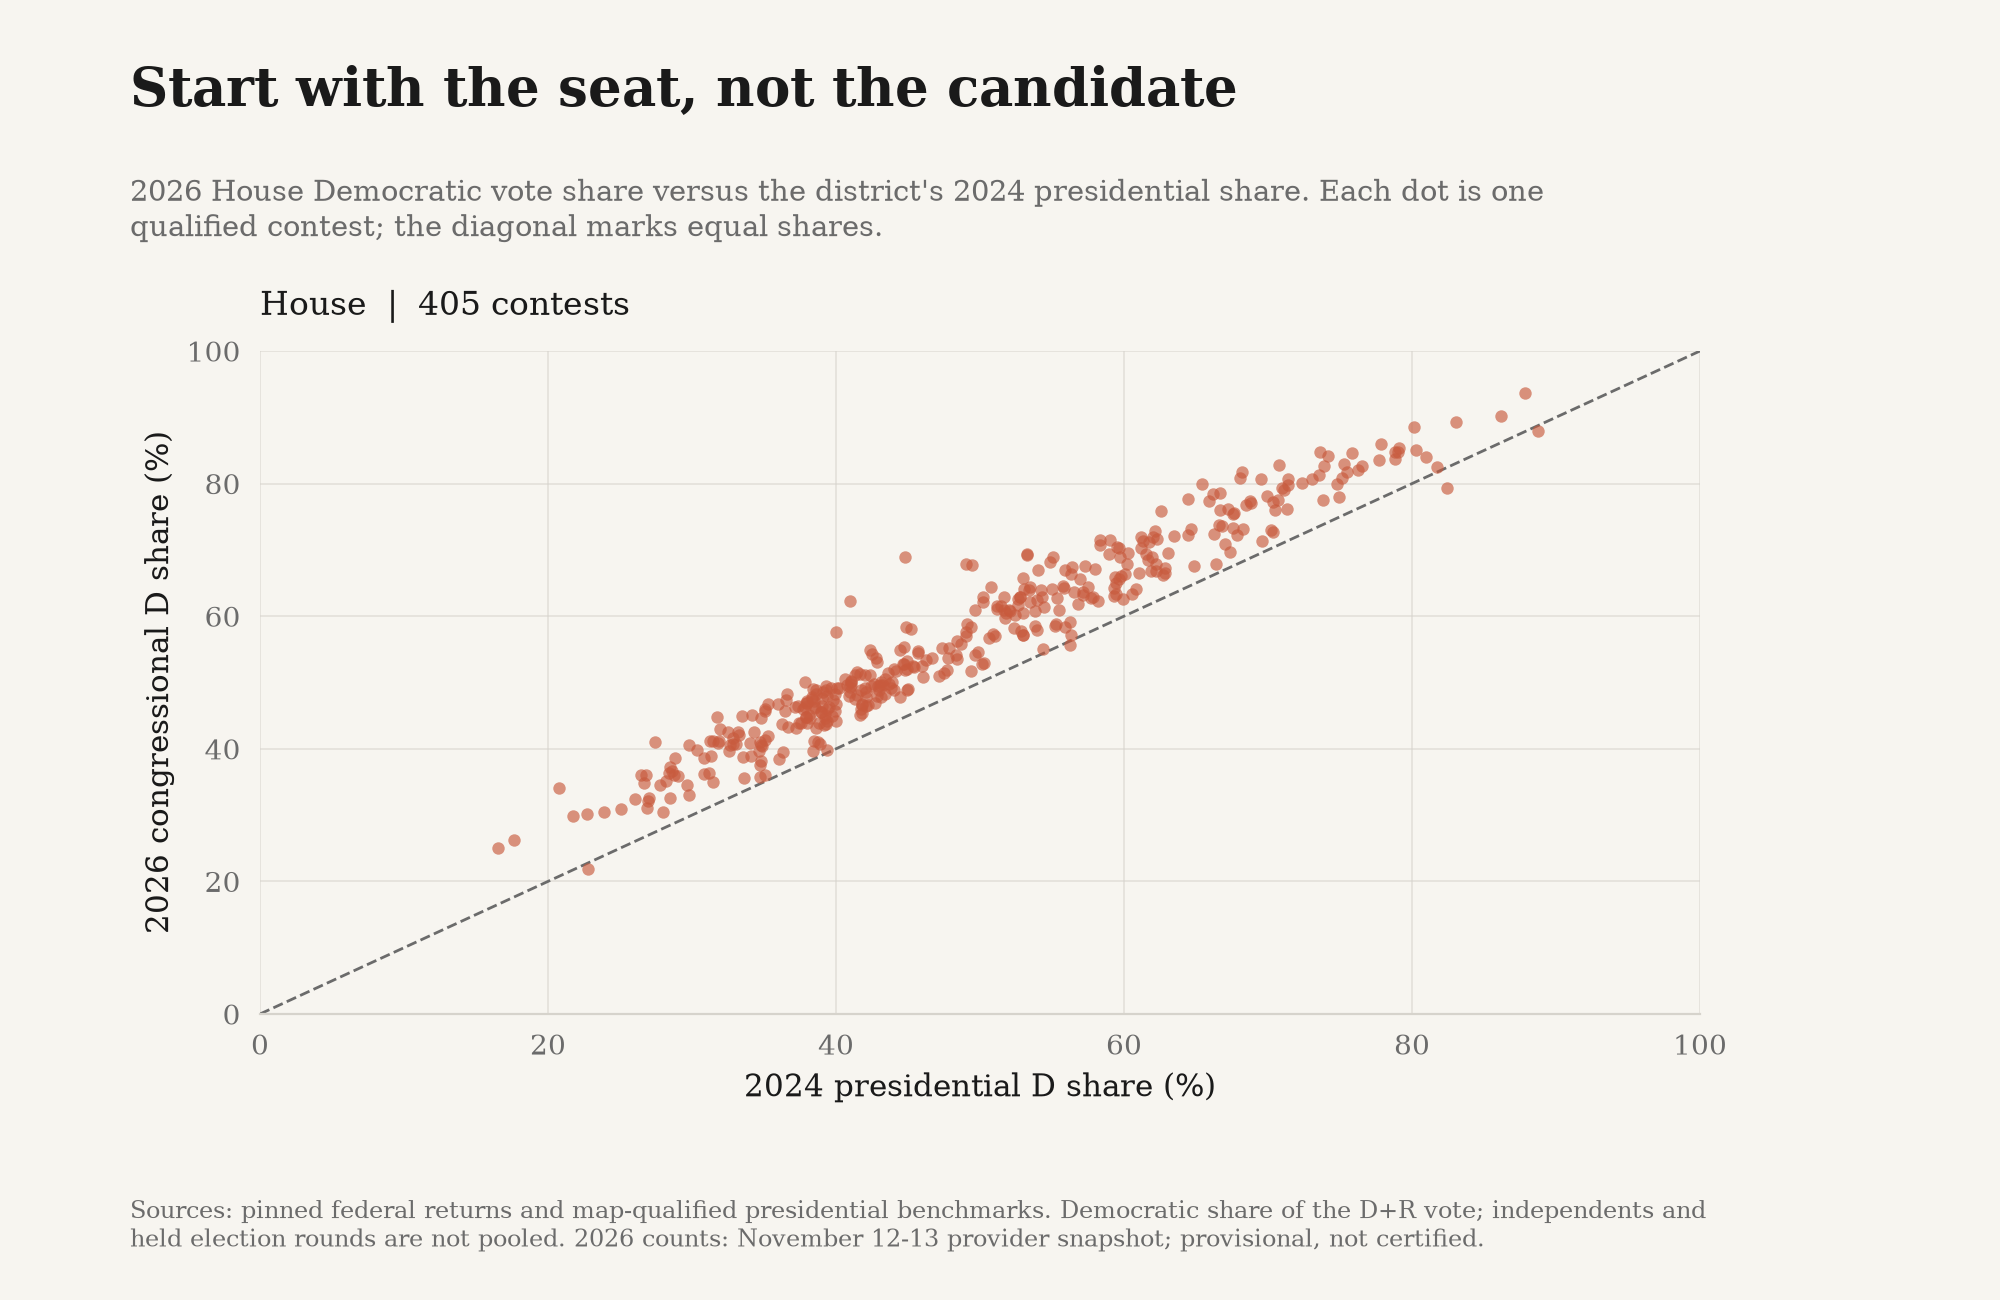 Start with the seat, not the candidate
2026 House Democratic vote share versus the district's 2024 presidential share. Each dot is one
qualified contest; the diagonal marks equal shares.
House | 405 contests
2026 congressional D share (%)
100
80
60
40
20
0
0 20 40 60 80 100
2024 presidential D share (%)
Sources: pinned federal returns and map-qualified presidential benchmarks. Democratic share of the D+R vote; independents and
held election rounds are not pooled. 2026 counts: November 12-13 provider snapshot; provisional, not certified.